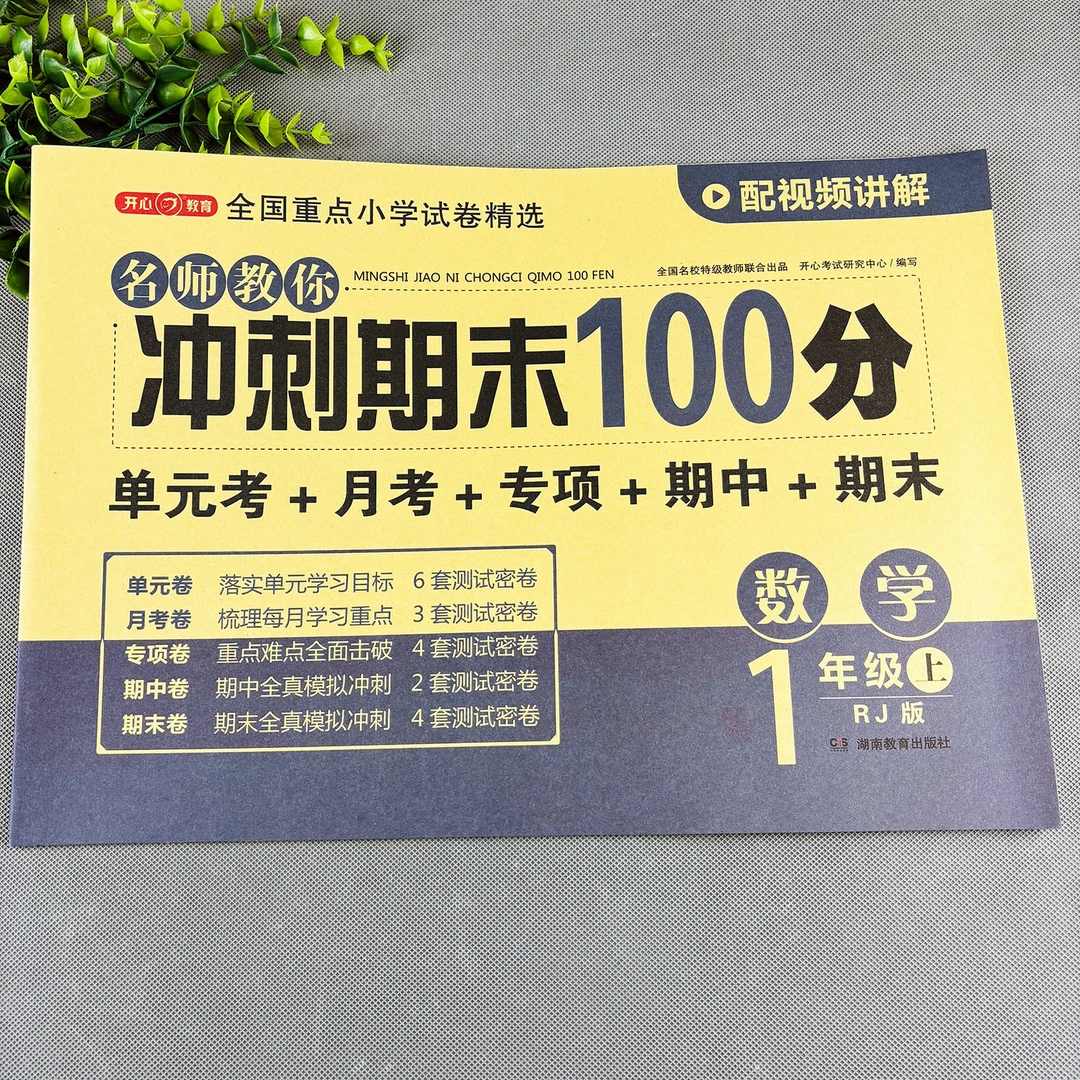 开心教育 全国重点小学试卷精选
配视频讲解
名师教你 MINGSHI JIAO NI CHONGCI QIMO 100 FEN
全国名校特级教师联合出品 开心考试研究中心 / 编写
冲刺期末100分
单元考 + 月考 + 专项 + 期中 + 期末
单元卷 落实单元学习目标 6 套测试密卷
月考卷 梳理每月学习重点 3 套测试密卷
专项卷 重点难点全面击破 4 套测试密卷
期中卷 期中全真模拟冲刺 2 套测试密卷
期末卷 期末全真模拟冲刺 4 套测试密卷
数学
1年级上
RJ版
湖南教育出版社